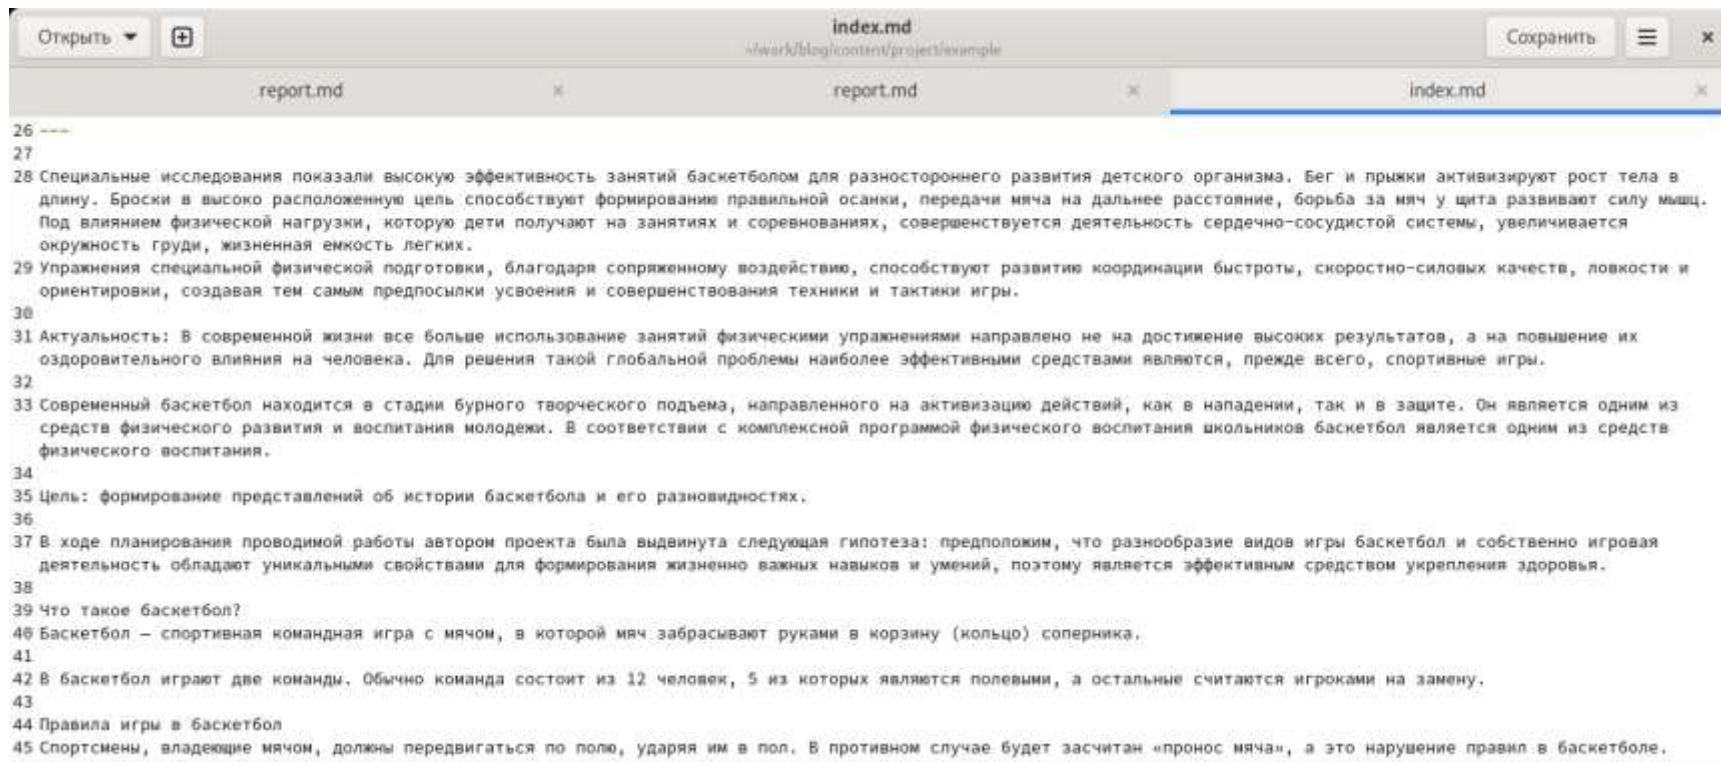 Открыть
index.md
~/work/blog/content/project/example
Сохранить
report.md
report.md
index.md
26 ---
27
28 Специальные исследования показали высокую эффективность занятий баскетболом для разностороннего развития детского организма. Бег и прыжки активизируют рост тела в
длину. Броски в высоко расположенную цель способствуют формированию правильной осанки, передачи мяча на дальнее расстояние, борьба за мяч у щита развивают силу мышц.
Под влиянием физической нагрузки, которую дети получают на занятиях и соревнованиях, совершенствуется деятельность сердечно-сосудистой системы, увеличивается
окружность груди, жизненная емкость легких.
29 Упражнения специальной физической подготовки, благодаря сопряженному воздействию, способствуют развитию координации быстроты, скоростно-силовых качеств, ловкости и
ориентировки, создавая тем самым предпосылки усвоения и совершенствования техники и тактики игры.
30
31 Актуальность: В современной жизни все больше использование занятий физическими упражнениями направлено не на достижение высоких результатов, а на повышение их
оздоровительного влияния на человека. Для решения такой глобальной проблемы наиболее эффективными средствами являются, прежде всего, спортивные игры.
32
33 Современный баскетбол находится в стадии бурного творческого подъема, направленного на активизацию действий, как в нападении, так и в защите. Он является одним из
средств физического развития и воспитания молодежи. В соответствии с комплексной программой физического воспитания школьников баскетбол является одним из средств
физического воспитания.
34
35 Цель: формирование представлений об истории баскетбола и его разновидностях.
36
37 В ходе планирования проводимой работы автором проекта была выдвинута следующая гипотеза: предположим, что разнообразие видов игры баскетбол и собственно игровая
деятельность обладают уникальными свойствами для формирования жизненно важных навыков и умений, поэтому является эффективным средством укрепления здоровья.
38
39 Что такое баскетбол?
40 Баскетбол — спортивная командная игра с мячом, в которой мяч забрасывают руками в корзину (кольцо) соперника.
41
42 В баскетбол играют две команды. Обычно команда состоит из 12 человек, 5 из которых являются полевыми, а остальные считаются игроками на замену.
43
44 Правила игры в баскетбол
45 Спортсмены, владеющие мячом, должны передвигаться по полю, ударяя им в пол. В противном случае будет засчитан «пронос мяча», а это нарушение правил в баскетболе.